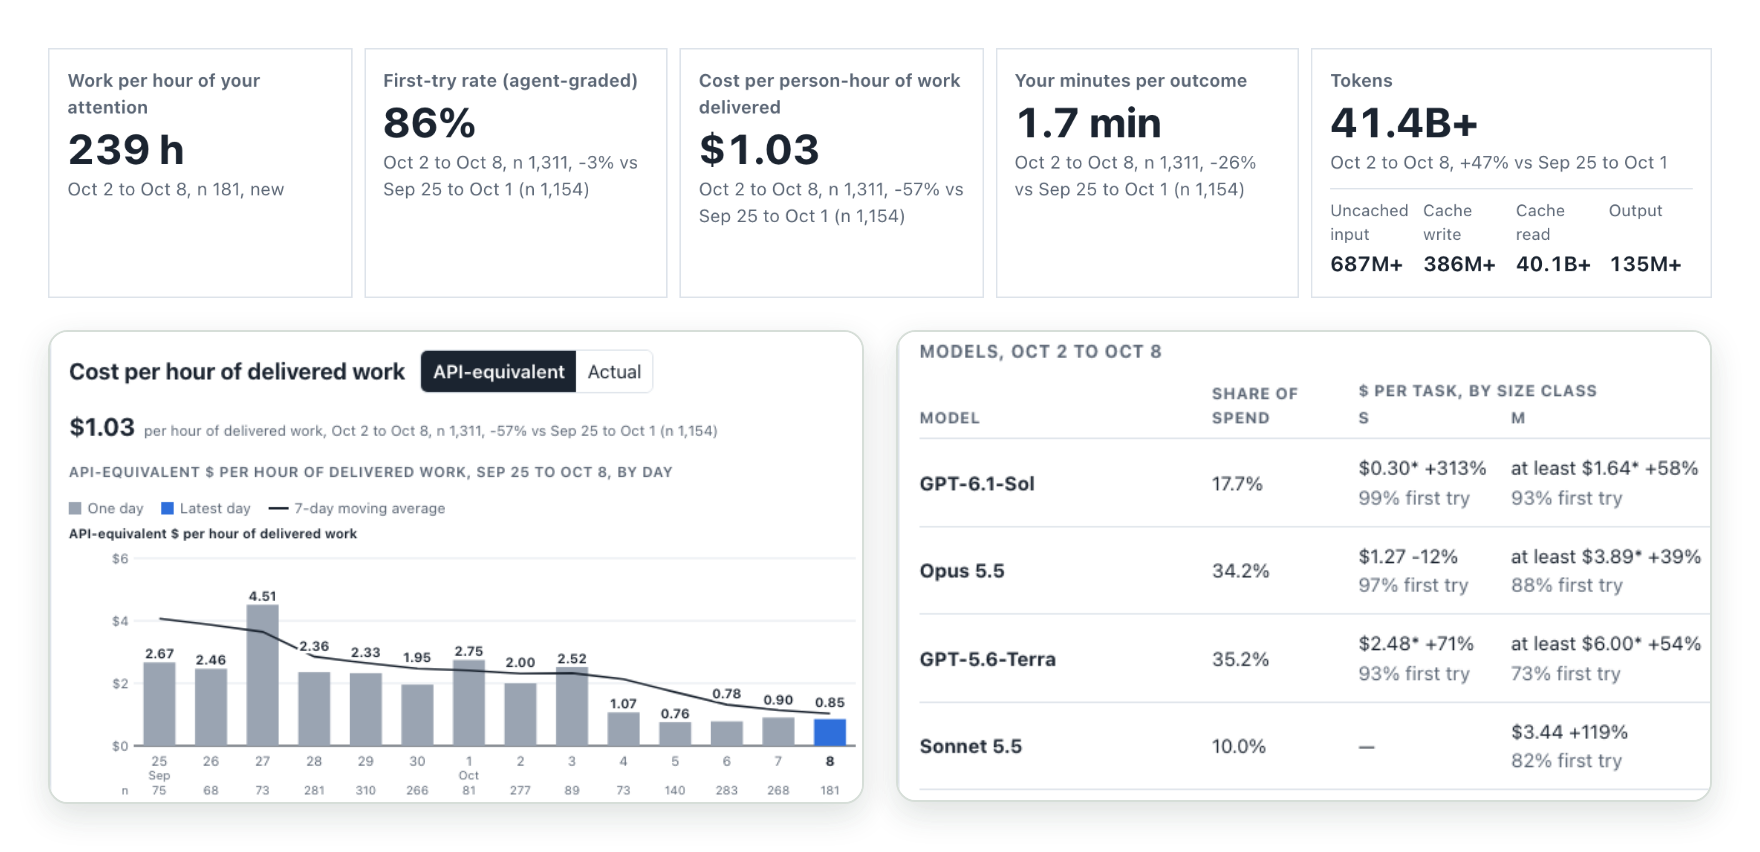 Work per hour of your
attention
239 h
Oct 2 to Oct 8, n 181, new
First-try rate (agent-graded)
86%
Oct 2 to Oct 8, n 1,311, -3% vs
Sep 25 to Oct 1 (n 1,154)
Cost per person-hour of work
delivered
$1.03
Oct 2 to Oct 8, n 1,311, -57% vs
Sep 25 to Oct 1 (n 1,154)
Your minutes per outcome
1.7 min
Oct 2 to Oct 8, n 1,311, -26%
vs Sep 25 to Oct 1 (n 1,154)
Tokens
41.4B+
Oct 2 to Oct 8, +47% vs Sep 25 to Oct 1
Uncached Cache Cache Output
input write read
687M+ 386M+ 40.1B+ 135M+
Cost per hour of delivered work API-equivalent Actual
$1.03 per hour of delivered work, Oct 2 to Oct 8, n 1,311, -57% vs Sep 25 to Oct 1 (n 1,154)
API-EQUIVALENT $ PER HOUR OF DELIVERED WORK, SEP 25 TO OCT 8, BY DAY
One day Latest day 7-day moving average
API-equivalent $ per hour of delivered work
$6
4.51
$4
2.67 2.46 2.36 2.33 1.95 2.75 2.00 2.52
$2
1.07 0.76 0.78 0.90 0.85
$0
25 26 27 28 29 30 1 2 3 4 5 6 7 8
Sep Oct
n 75 68 73 281 310 266 81 277 89 73 140 283 268 181
MODELS, OCT 2 TO OCT 8
SHARE OF $ PER TASK, BY SIZE CLASS
MODEL SPEND S M
GPT-6.1-Sol 17.7% $0.30* +313% at least $1.64* +58%
99% first try 93% first try
Opus 5.5 34.2% $1.27 -12% at least $3.89* +39%
97% first try 88% first try
GPT-5.6-Terra 35.2% $2.48* +71% at least $6.00* +54%
93% first try 73% first try
Sonnet 5.5 10.0% — $3.44 +119%
82% first try